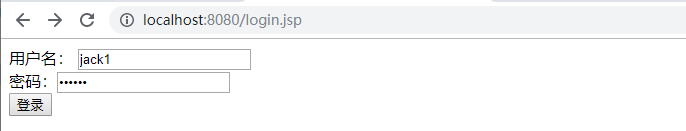 localhost:8080/login.jsp
用户名： jack1
密码： ••••••
登录